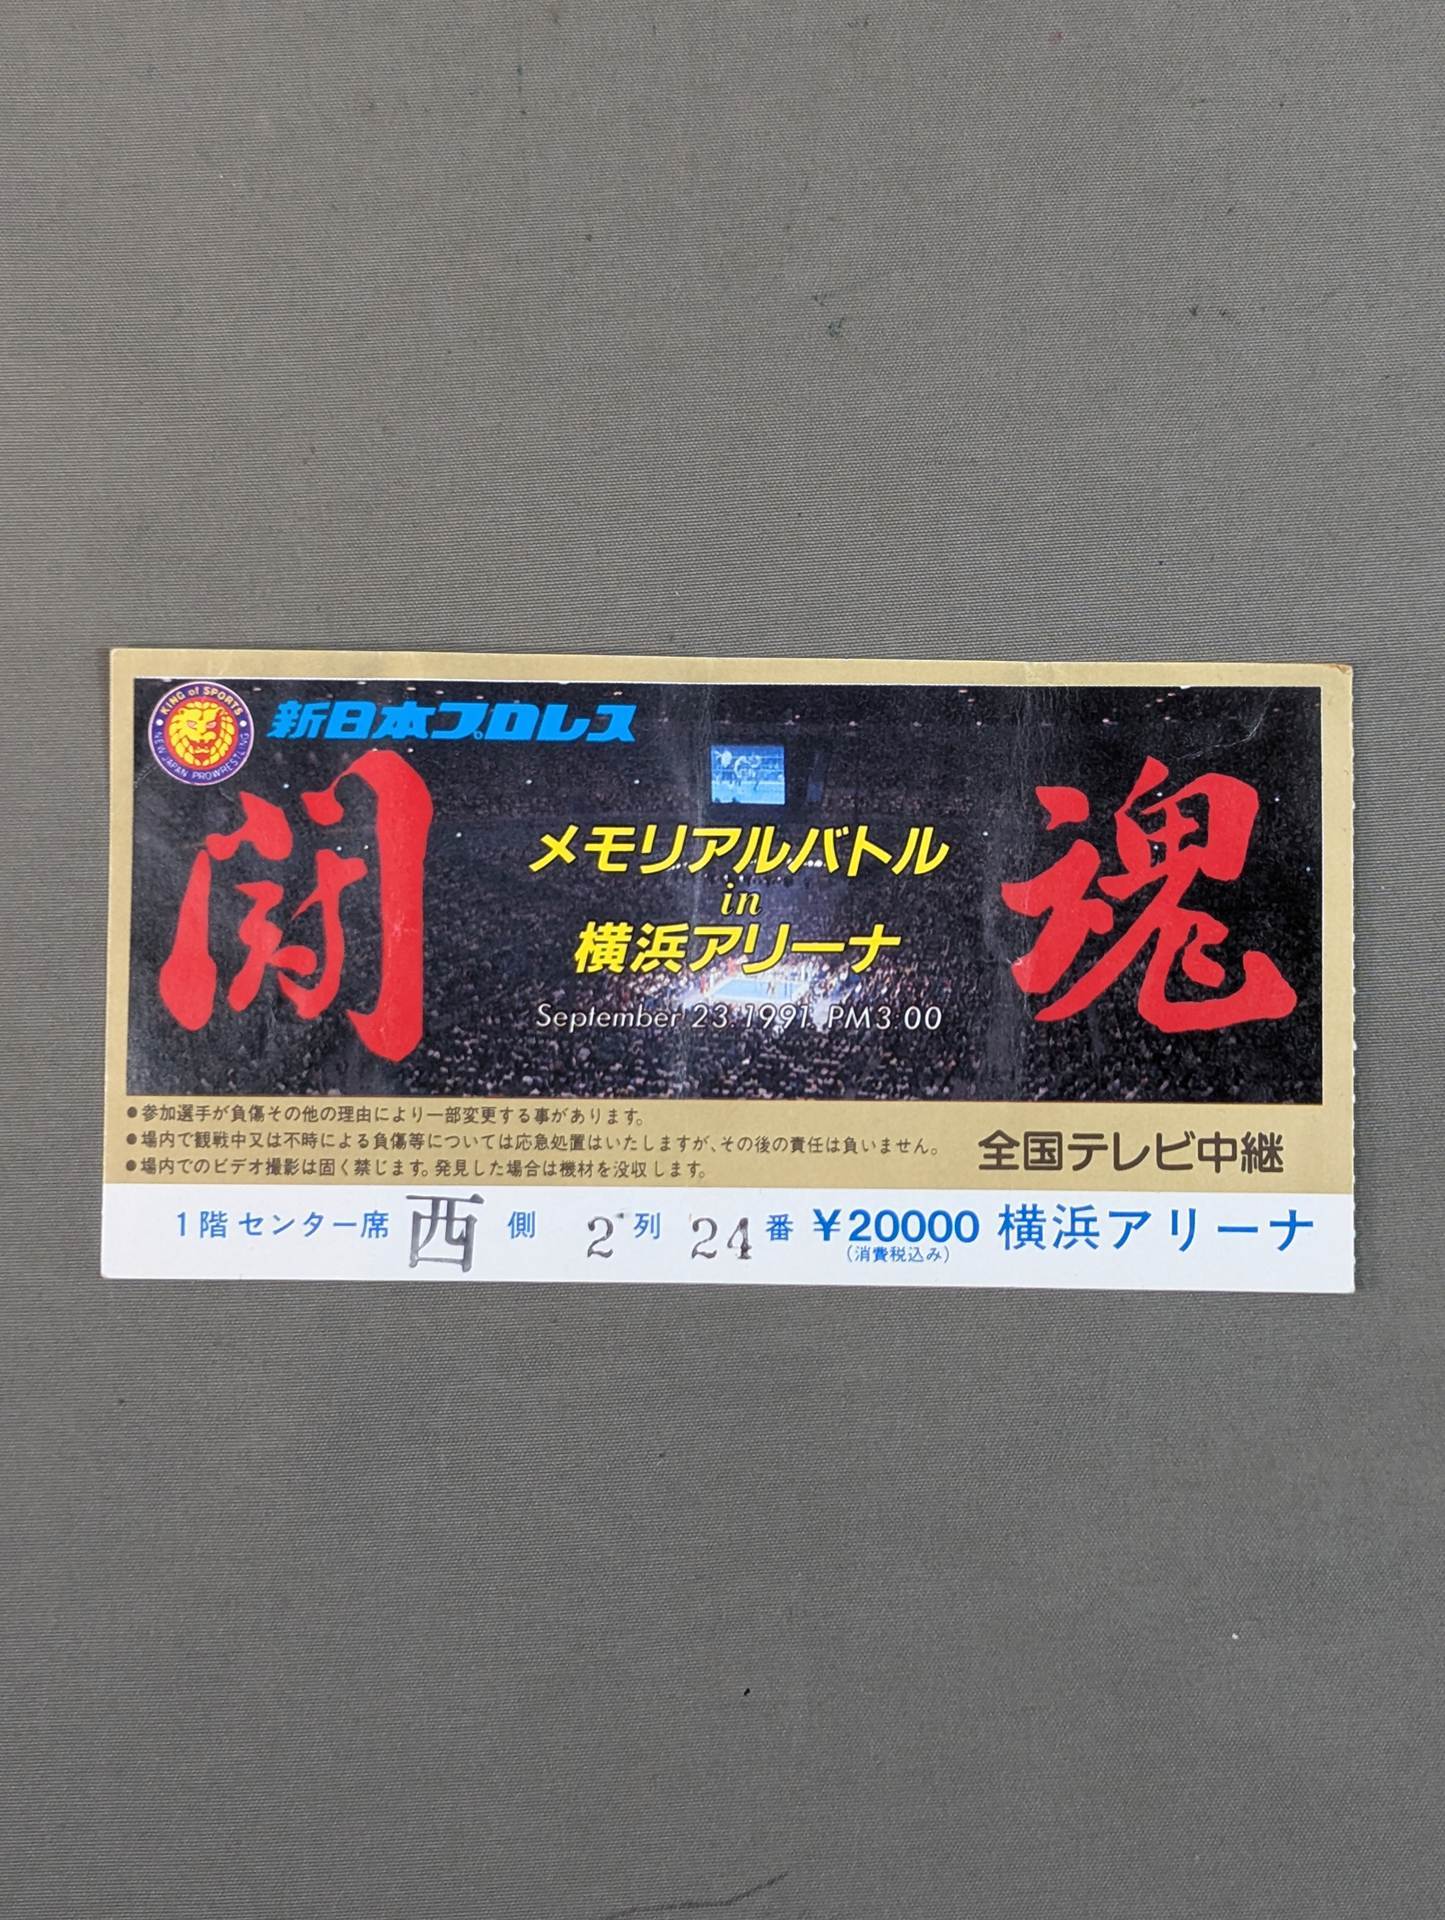 KING of SPORTS
NEW JAPAN PROWRESTLING
新日本プロレス
闘魂
メモリアルバトル
in
横浜アリーナ
September 23. 1991. PM3:00
●参加選手が負傷その他の理由により一部変更する事があります。
●場内で観戦中又は不時による負傷等については応急処置はいたしますが、その後の責任は負いません。
●場内でのビデオ撮影は固く禁じます。発見した場合は機材を没収します。
全国テレビ中継
1階センター席 西 側 2 列 24 番 ¥20000 横浜アリーナ
(消費税込み)